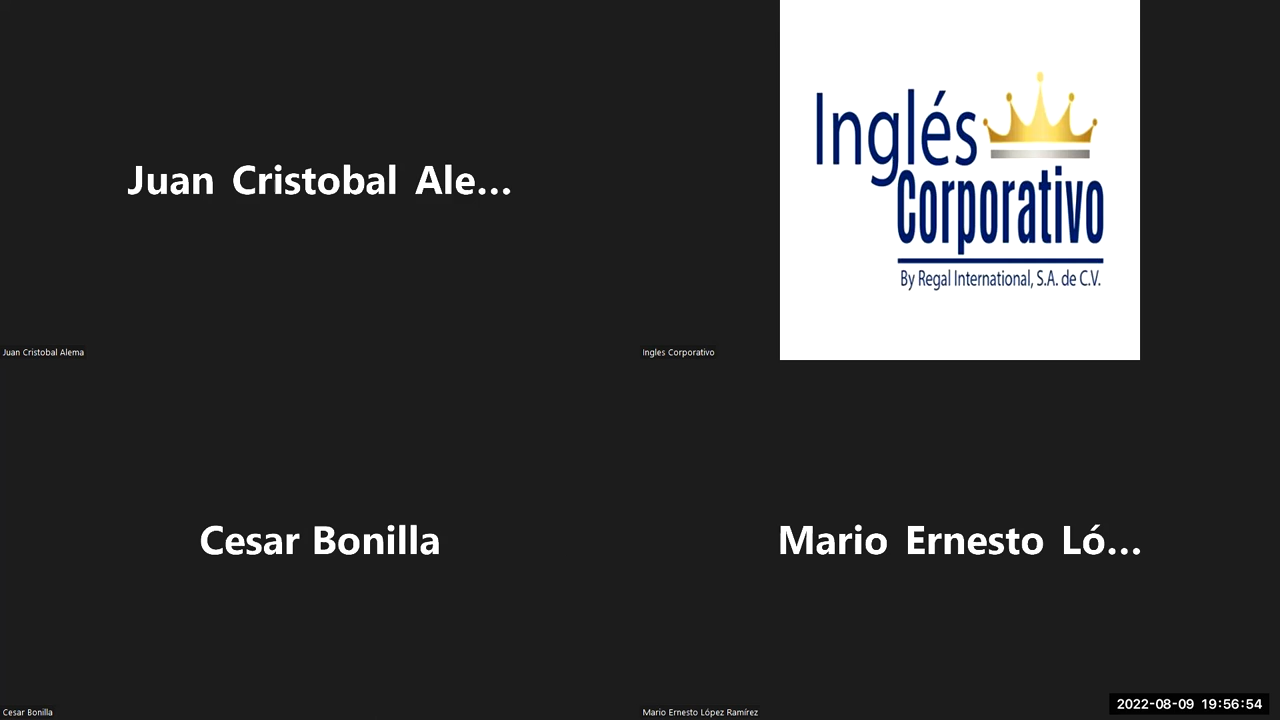 Juan Cristobal Ale...
Juan Cristobal Alema
Inglés
Corporativo
By Regal International, S.A. de C.V.
Ingles Corporativo
Cesar Bonilla
Cesar Bonilla
Mario Ernesto Ló...
Mario Ernesto López Ramírez
2022-08-09 19:56:54